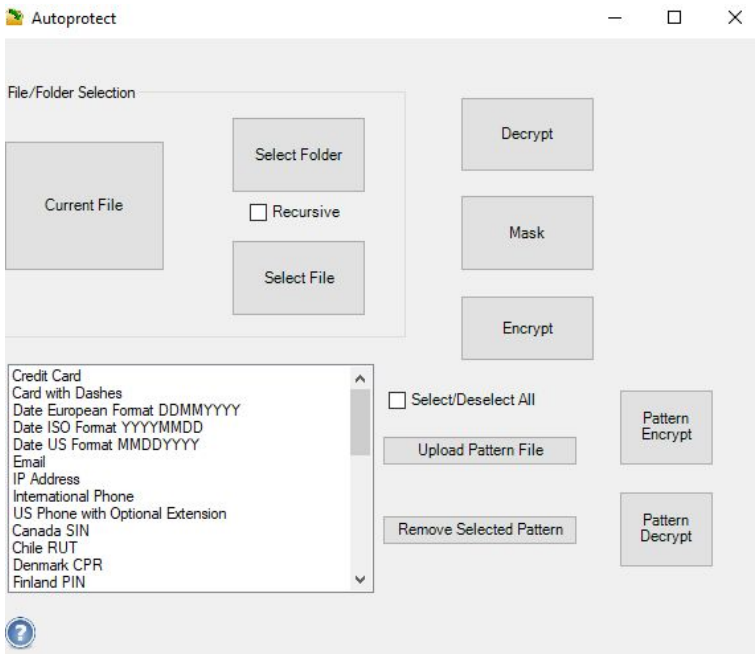 Autoprotect
File/Folder Selection
Current File
Select Folder
Recursive
Select File
Decrypt
Mask
Encrypt
Credit Card
Card with Dashes
Date European Format DDMMYYYY
Date ISO Format YYYYMMDD
Date US Format MMDDYYYY
Email
IP Address
International Phone
US Phone with Optional Extension
Canada SIN
Chile RUT
Denmark CPR
Finland PIN
Select/Deselect All
Upload Pattern File
Remove Selected Pattern
Pattern
Encrypt
Pattern
Decrypt
?